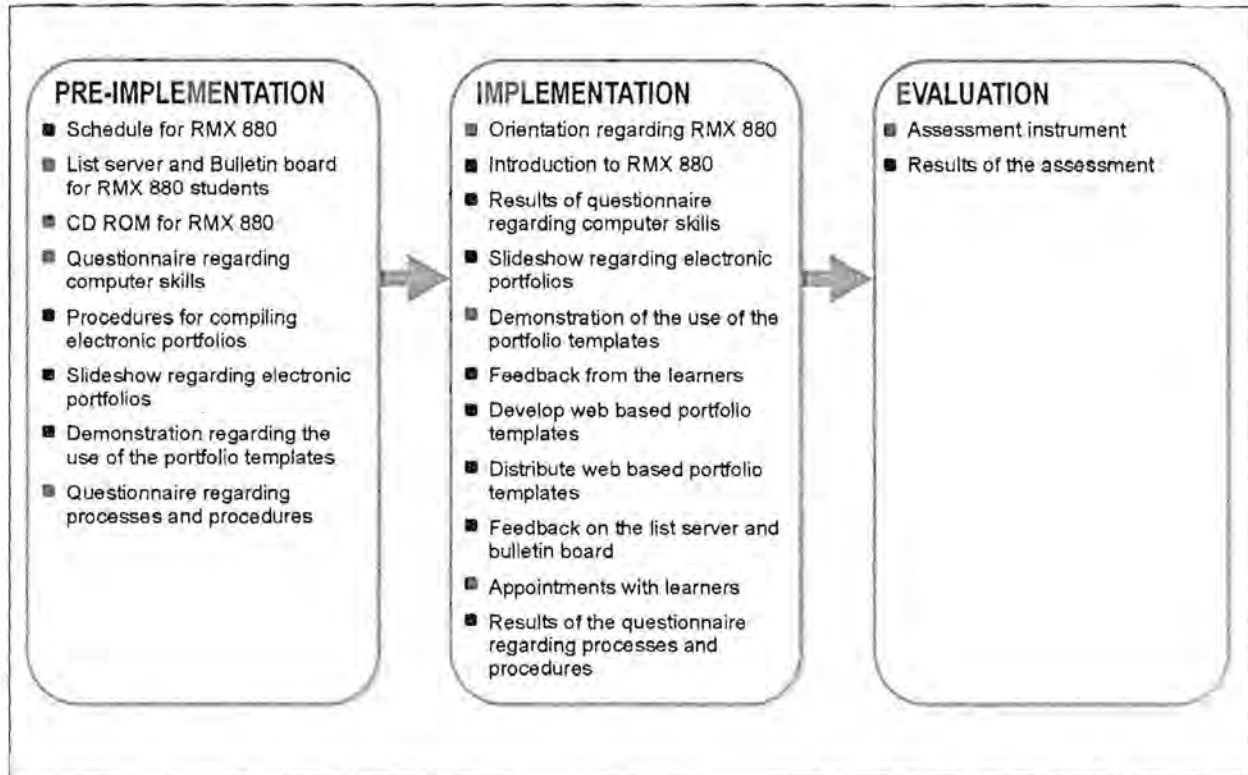 PRE-IMPLEMENTATION
■ Schedule for RMX 880
■ List server and Bulletin board
for RMX 880 students
■ CD ROM for RMX 880
■ Questionnaire regarding
computer skills
■ Procedures for compiling
electronic portfolios
■ Slideshow regarding electronic
portfolios
■ Demonstration regarding the
use of the portfolio templates
■ Questionnaire regarding
processes and procedures
IMPLEMENTATION
■ Orientation regarding RMX 880
■ Introduction to RMX 880
■ Results of questionnaire
regarding computer skills
■ Slideshow regarding electronic
portfolios
■ Demonstration of the use of the
portfolio templates
■ Feedback from the learners
■ Develop web based portfolio
templates
■ Distribute web based portfolio
templates
■ Feedback on the list server and
bulletin board
■ Appointments with learners
■ Results of the questionnaire
regarding processes and
procedures
EVALUATION
■ Assessment instrument
■ Results of the assessment